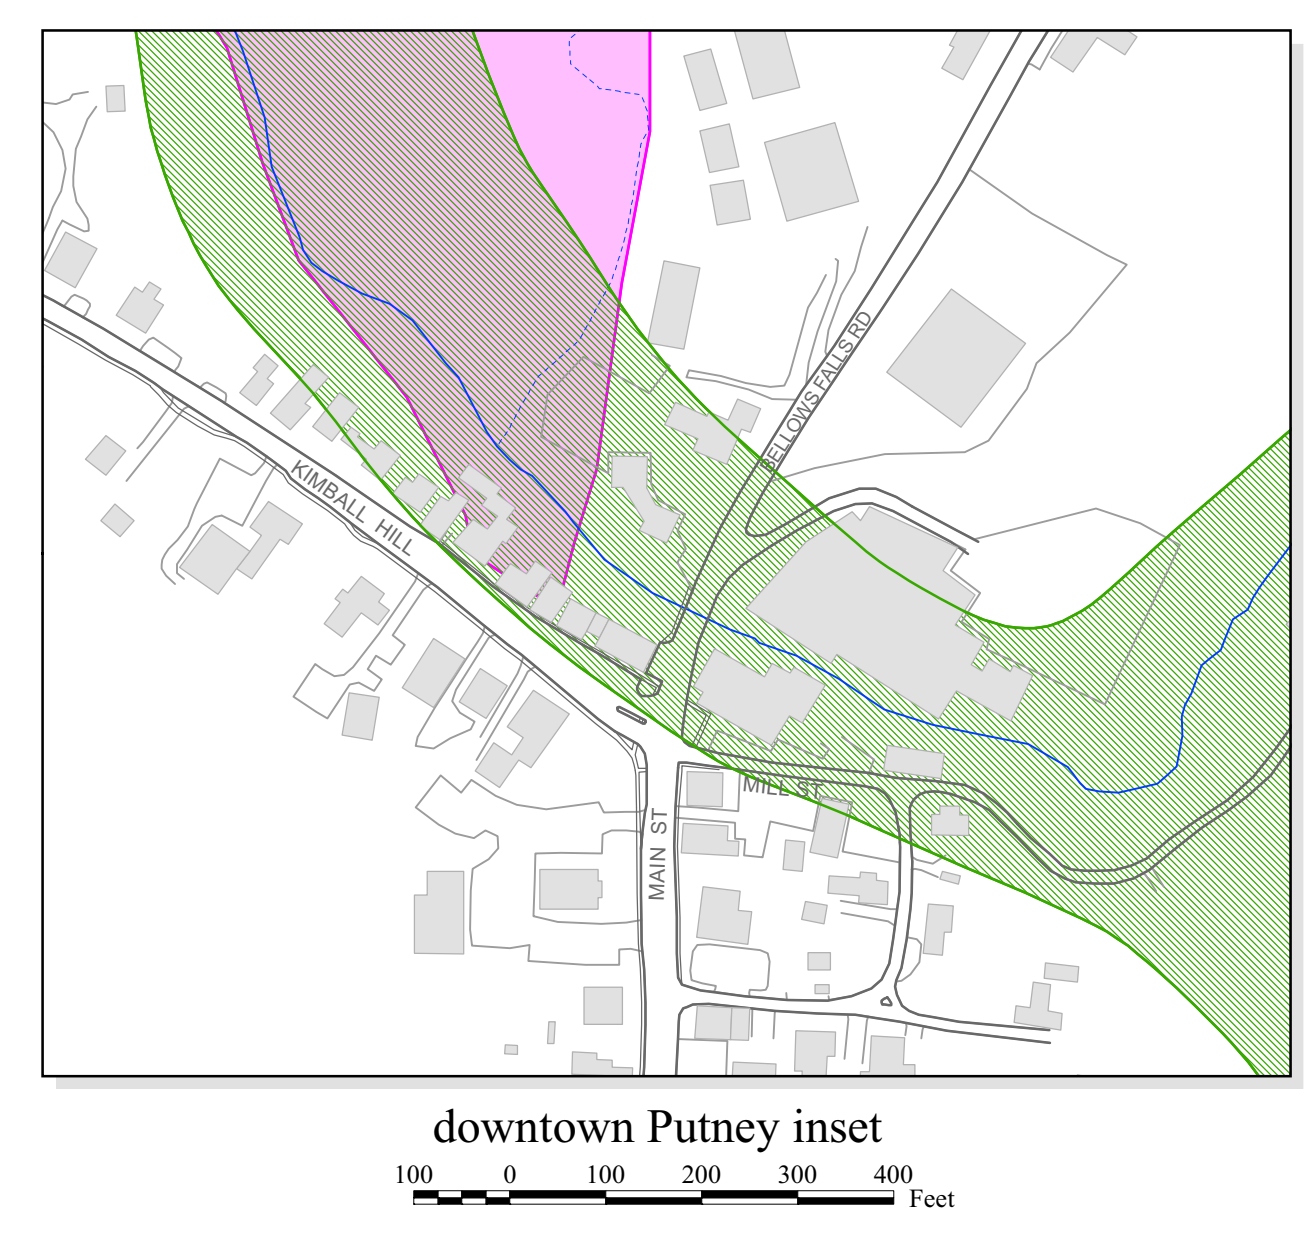 BELLOWS FALLS RD
KIMBALL HILL
MILL ST
MAIN ST
downtown Putney inset
100 0 100 200 300 400
Feet